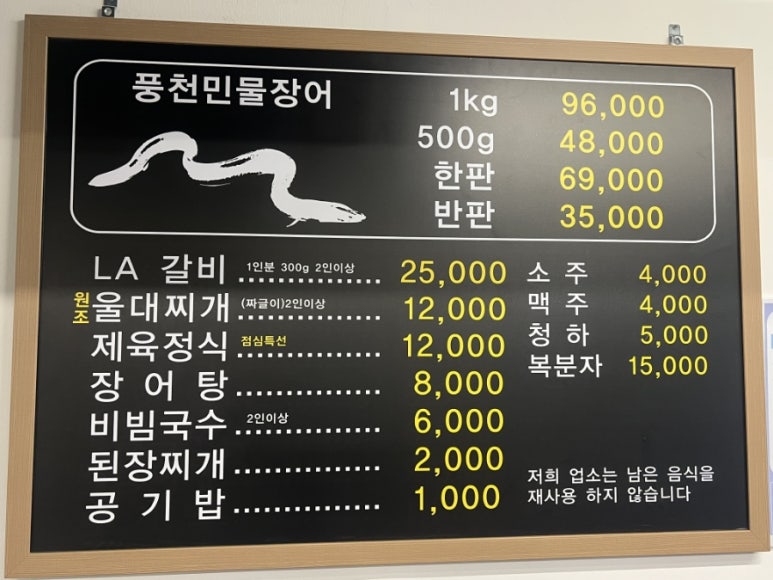 풍천민물장어 1kg 96,000
500g 48,000
한판 69,000
반판 35,000
LA 갈비 1인분 300g 2인이상 25,000
원조 울대찌개 (짜글이)2인이상 12,000
제육정식 점심특선 12,000
장 어 탕 8,000
비빔국수 2인이상 6,000
된장찌개 2,000
공 기 밥 1,000
소 주 4,000
맥 주 4,000
청 하 5,000
복분자 15,000
저희 업소는 남은 음식을
재사용 하지 않습니다